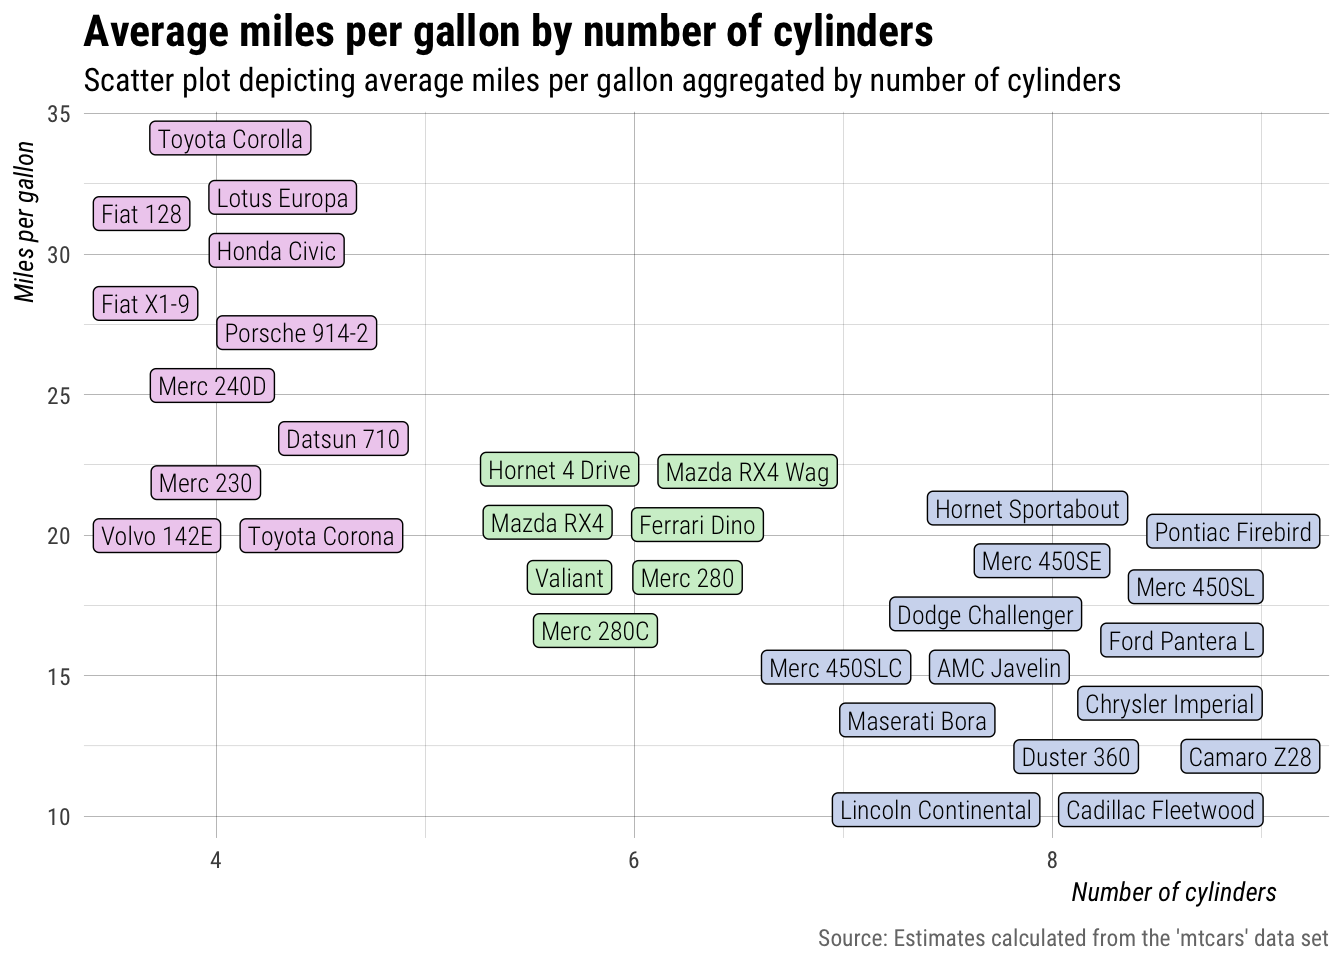 Average miles per gallon by number of cylinders
Scatter plot depicting average miles per gallon aggregated by number of cylinders
Miles per gallon
35
30
25
20
15
10
Toyota Corolla
Lotus Europa
Fiat 128
Honda Civic
Fiat X1-9
Porsche 914-2
Merc 240D
Datsun 710
Merc 230
Volvo 142E
Toyota Corona
Hornet 4 Drive
Mazda RX4 Wag
Mazda RX4
Ferrari Dino
Valiant
Merc 280
Merc 280C
Hornet Sportabout
Pontiac Firebird
Merc 450SE
Merc 450SL
Dodge Challenger
Ford Pantera L
Merc 450SLC
AMC Javelin
Chrysler Imperial
Maserati Bora
Duster 360
Camaro Z28
Lincoln Continental
Cadillac Fleetwood
4
6
8
Number of cylinders
Source: Estimates calculated from the 'mtcars' data set